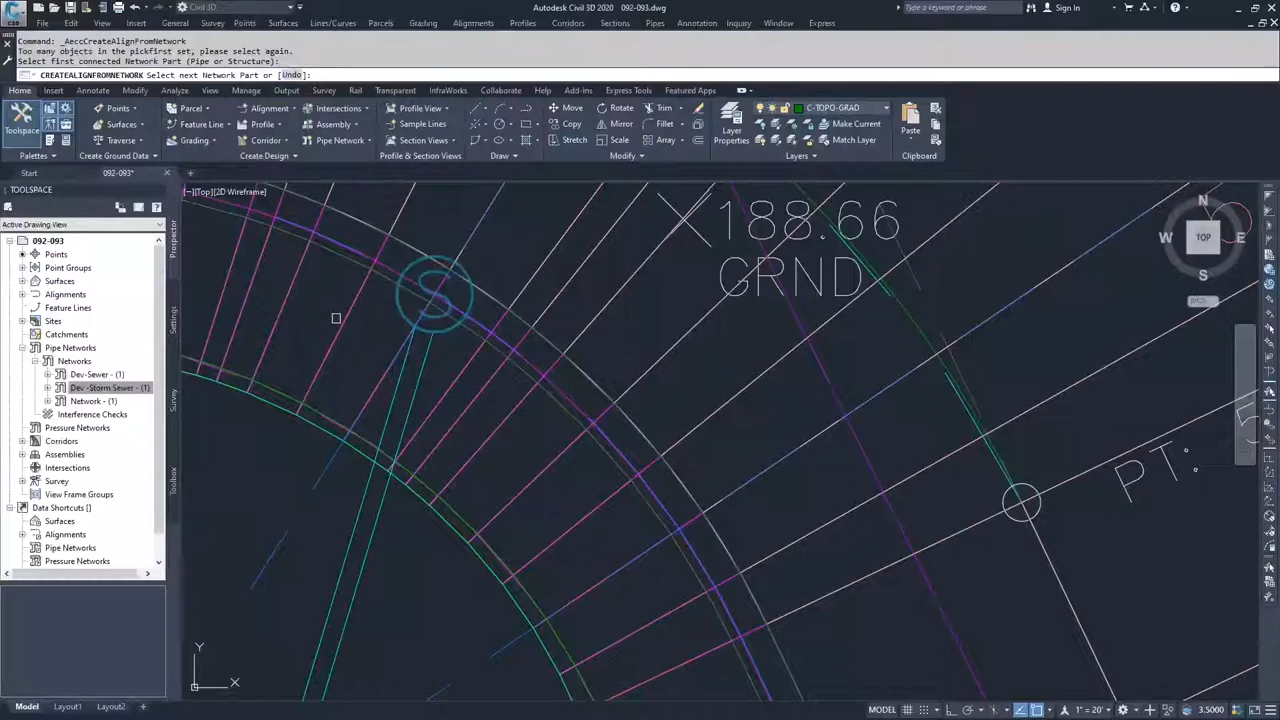 C3D
Civil 3D
Autodesk Civil 3D 2020 092-093.dwg
Type a keyword or phrase
Sign In
File Edit View Insert General Survey Points Surfaces Lines/Curves Parcels Grading Alignments Profiles Corridors Sections Pipes Annotation Inquiry Window Express
Command: _AeccCreateAlignFromNetwork
Too many objects in the pickfirst set, please select again.
Select first connected Network Part (Pipe or Structure):
CREATEALIGNFROMNETWORK Select next Network Part or [Undo]:
Home Insert Annotate Modify Analyze View Manage Output Survey Rail Transparent InfraWorks Collaborate Help Add-ins Express Tools Featured Apps
Points Parcel Alignment Intersections Profile View Move Rotate Trim C-TOPO-GRAD
Surfaces Feature Line Profile Assembly Sample Lines Copy Mirror Fillet Make Current
Traverse Grading Corridor Pipe Network Section Views Stretch Scale Array Match Layer
Toolspace
Layer Properties
Paste
Palettes Create Ground Data Create Design Profile & Section Views Draw Modify Layers Clipboard
Start 092-093*
TOOLSPACE
Active Drawing View
092-093
Points
Point Groups
Surfaces
Alignments
Feature Lines
Sites
Catchments
Pipe Networks
Networks
Dev-Sewer - (1)
Dev -Storm Sewer - (1)
Network - (1)
Interference Checks
Pressure Networks
Corridors
Assemblies
Intersections
Survey
View Frame Groups
Data Shortcuts []
Surfaces
Alignments
Pipe Networks
Pressure Networks
Prospector
Settings
Survey
Toolbox
[−][Top][2D Wireframe]
188.66
GRND
S
PT: 5
N
W TOP E
S
WCS
Y
X
Model Layout1 Layout2
MODEL 1" = 20' 3.5000